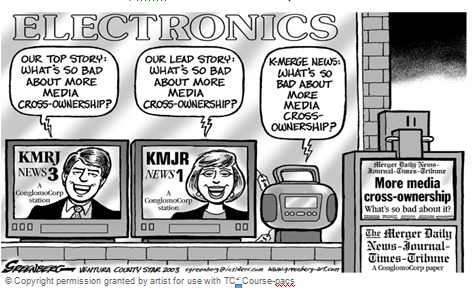 ELECTRONICS
OUR TOP STORY:
WHAT'S SO BAD
ABOUT MORE
MEDIA
CROSS-OWNERSHIP?
OUR LEAD STORY:
WHAT'S SO BAD
ABOUT MORE
MEDIA
CROSS-OWNERSHIP?
K-MERGE NEWS:
WHAT'S SO
BAD ABOUT
MORE
MEDIA
CROSS-
OWNERSHIP?
KMRJ
NEWS 3
A
ConglomoCorp
station
KMJR
NEWS 1
A
ConglomoCorp
station
Merger Daily News-
Journal-Times-Tribune
More media
cross-ownership
What's so bad about it?
The Merger Daily
News-Journal-
Times-Tribune
A ConglomoCorp paper
GREENBERG— VENTURA COUNTY STAR 2003 sgreenberg@insiders.com www.greenberg-art.com
© Copyright permission granted by artist for use with TC² Course-pacs